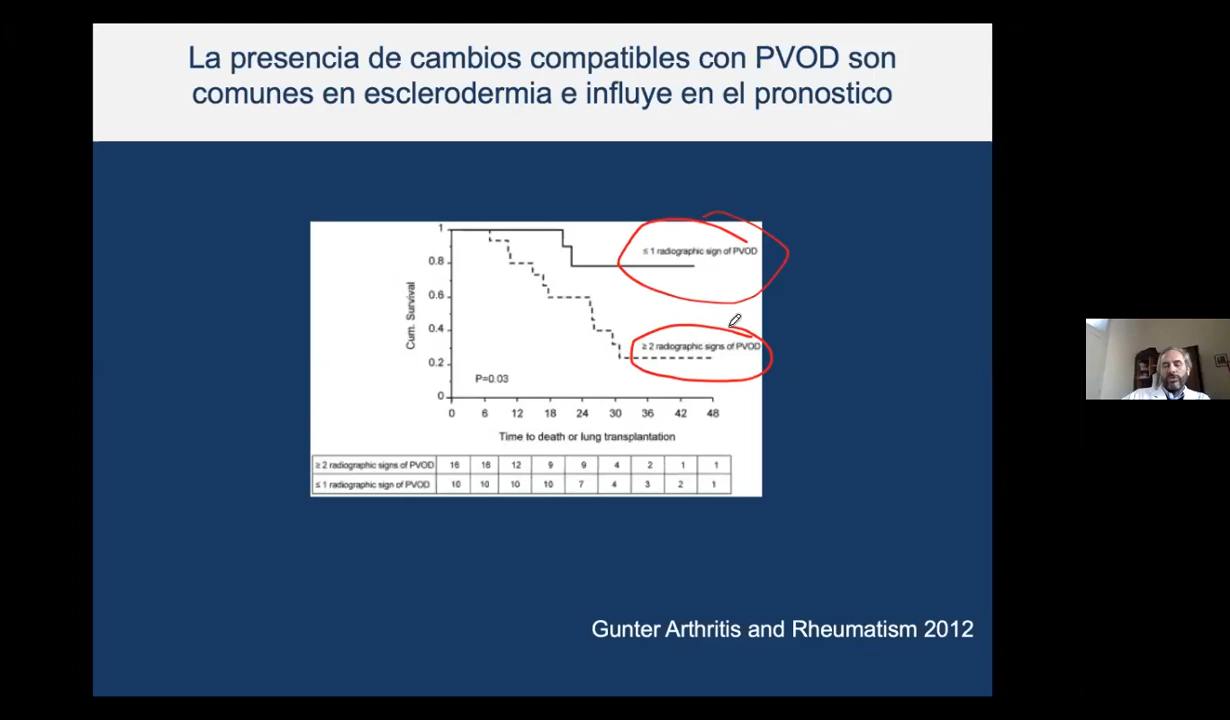 La presencia de cambios compatibles con PVOD son
comunes en esclerodermia e influye en el pronostico
1
0.8
0.6
0.4
0.2
0
Cum. Survival
≤ 1 radiographic sign of PVOD
≥ 2 radiographic signs of PVOD
P=0.03
0 6 12 18 24 30 36 42 48
Time to death or lung transplantation
≥ 2 radiographic signs of PVOD 16 16 12 9 9 4 2 1 1
≤ 1 radiographic sign of PVOD 10 10 10 10 7 4 3 2 1
Gunter Arthritis and Rheumatism 2012